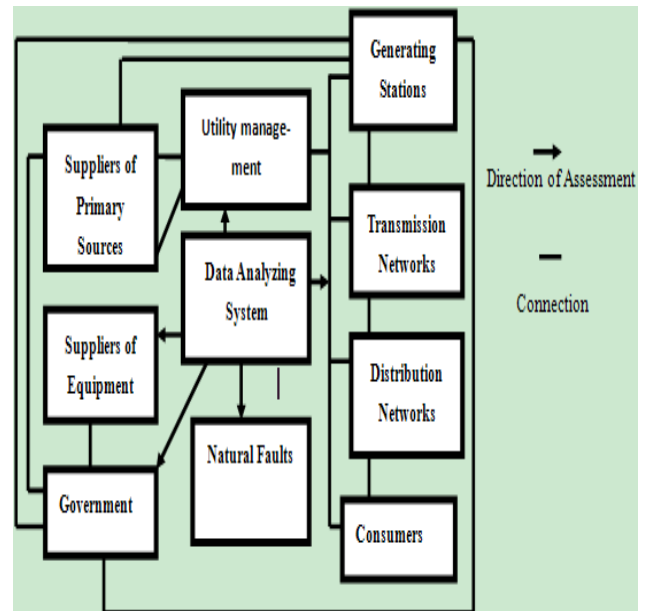 Generating
Stations
Utility manage-
ment
Suppliers of
Primary
Sources
Direction of Assessment
Transmission
Networks
Data Analyzing
System
Connection
Suppliers of
Equipment
Distribution
Networks
Natural Faults
Government
Consumers